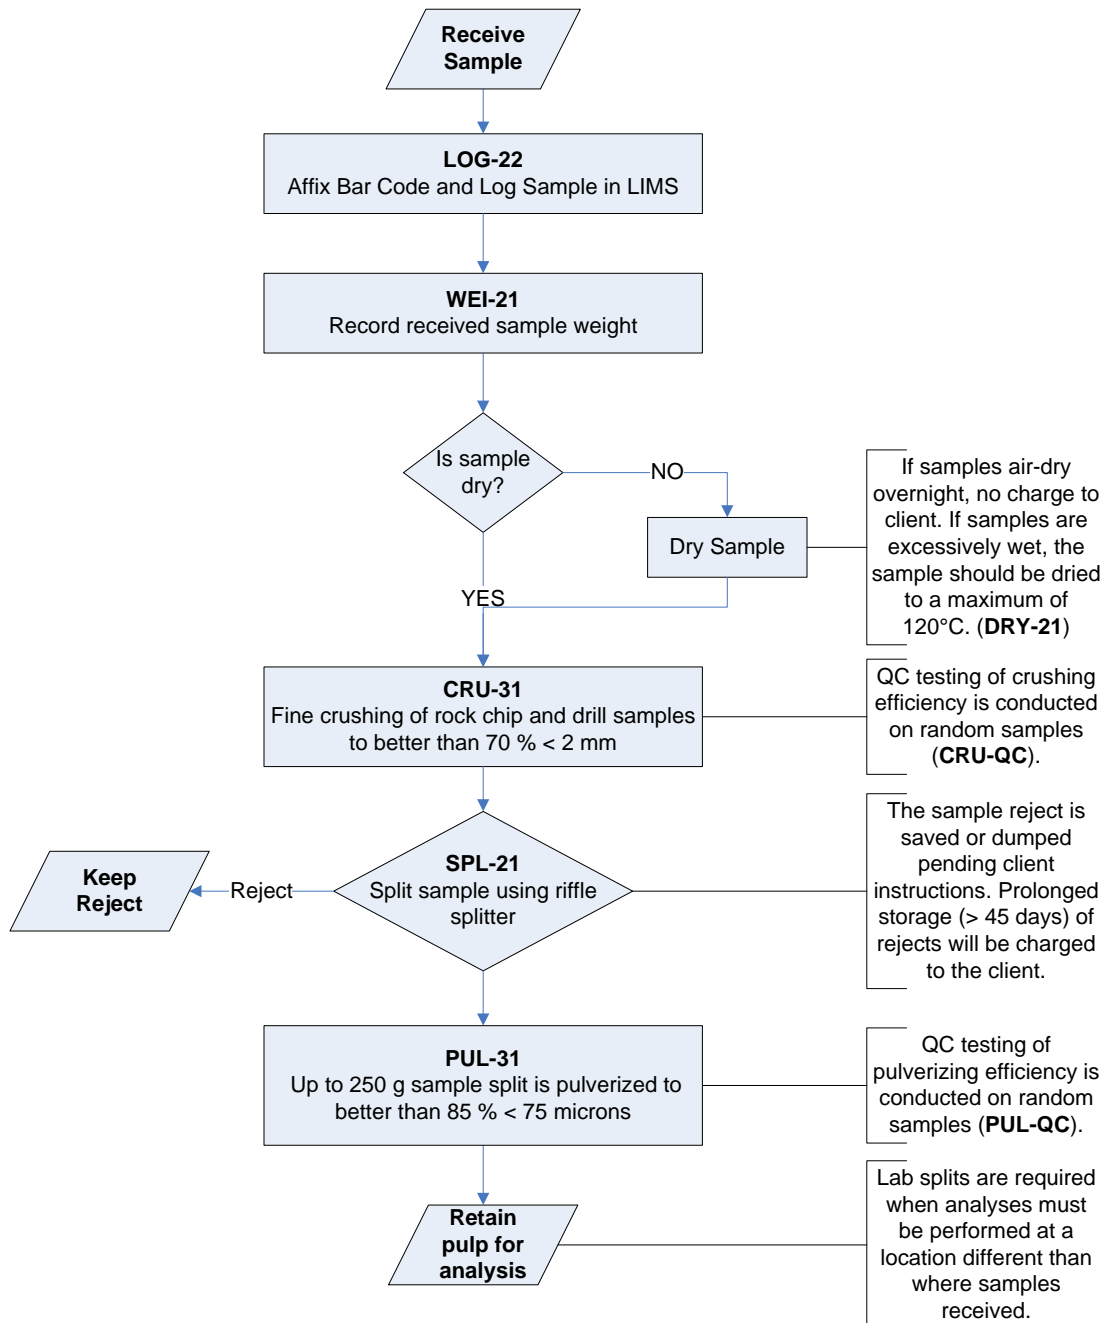 Receive
Sample
LOG-22
Affix Bar Code and Log Sample in LIMS
WEI-21
Record received sample weight
Is sample
dry?
NO
Dry Sample
If samples air-dry
overnight, no charge to
client. If samples are
excessively wet, the
sample should be dried
to a maximum of
120°C. (DRY-21)
YES
CRU-31
Fine crushing of rock chip and drill samples
to better than 70 % < 2 mm
QC testing of crushing
efficiency is conducted
on random samples
(CRU-QC).
SPL-21
Split sample using riffle
splitter
Reject
Keep
Reject
The sample reject is
saved or dumped
pending client
instructions. Prolonged
storage (> 45 days) of
rejects will be charged
to the client.
PUL-31
Up to 250 g sample split is pulverized to
better than 85 % < 75 microns
QC testing of
pulverizing efficiency is
conducted on random
samples (PUL-QC).
Retain
pulp for
analysis
Lab splits are required
when analyses must
be performed at a
location different than
where samples
received.